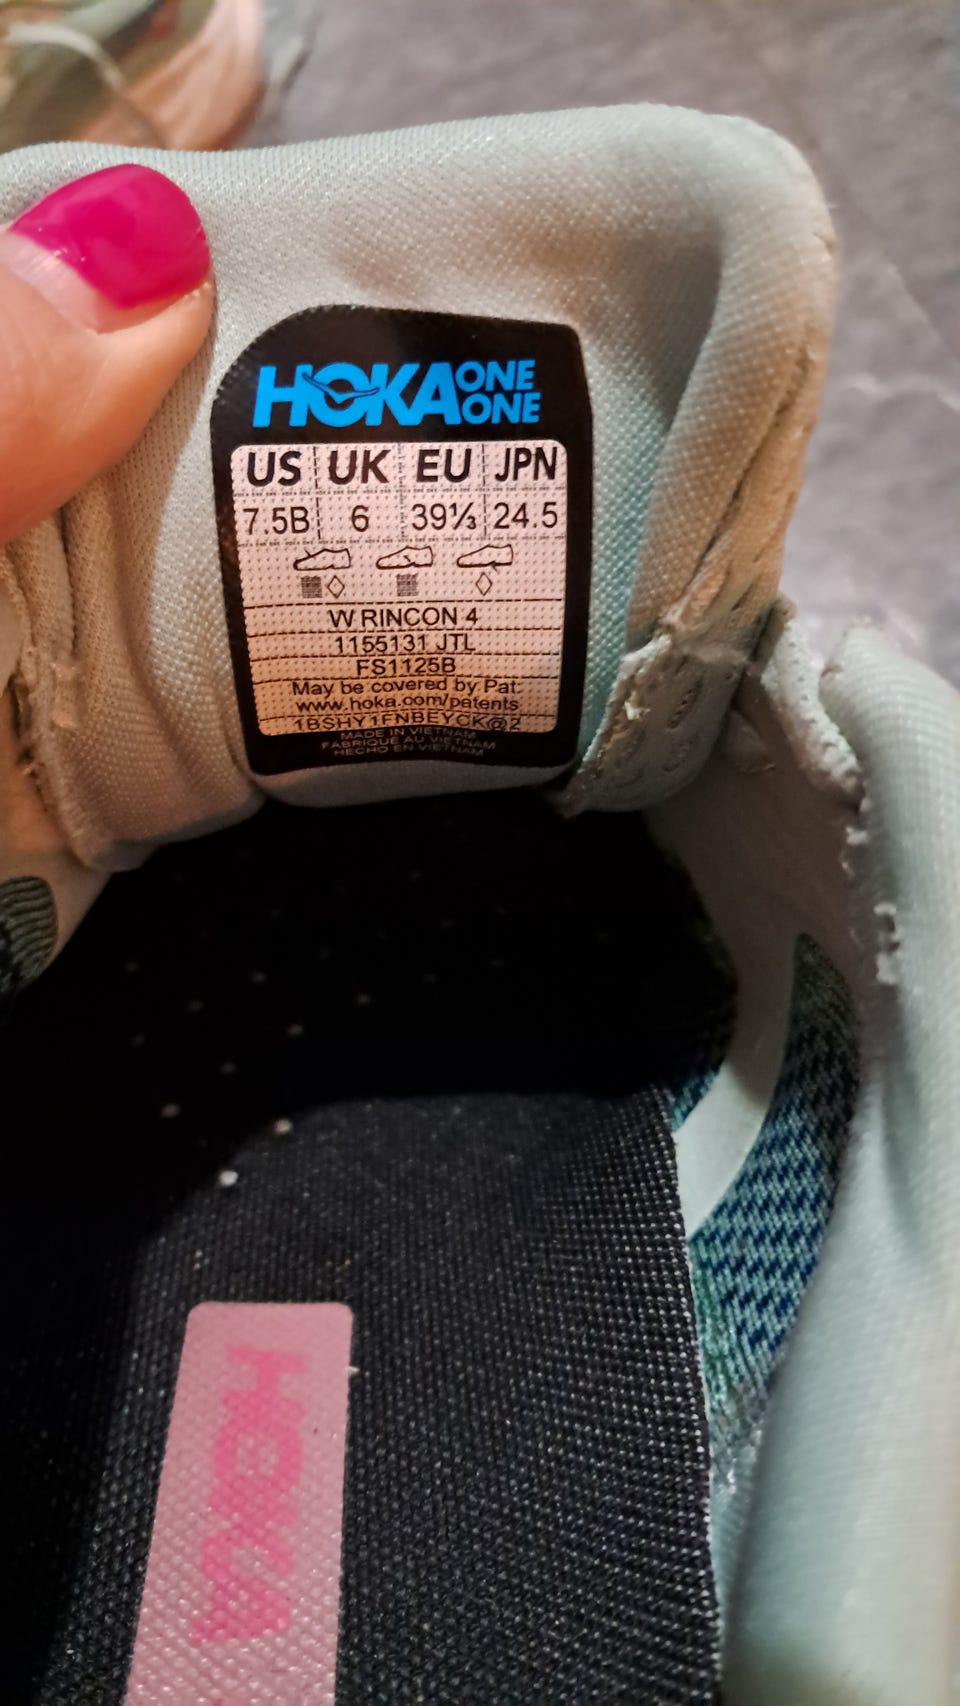 HOKA ONE ONE
US UK EU JPN
7.5B 6 39⅓ 24.5
W RINCON 4
1155131 JTL
FS1125B
May be covered by Pat:
www.hoka.com/patents
1BSHY1FNBEYCK@2
MADE IN VIETNAM
FABRIQUÉ AU VIETNAM
HECHO EN VIETNAM
HOKA